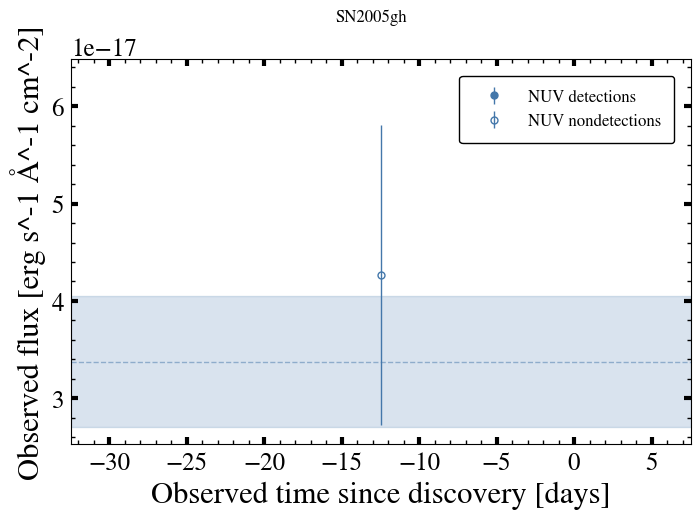 SN2005gh
1e−17
NUV detections
NUV nondetections
6
5
4
3
Observed flux [erg s^-1 Å^-1 cm^-2]
−30 −25 −20 −15 −10 −5 0 5
Observed time since discovery [days]